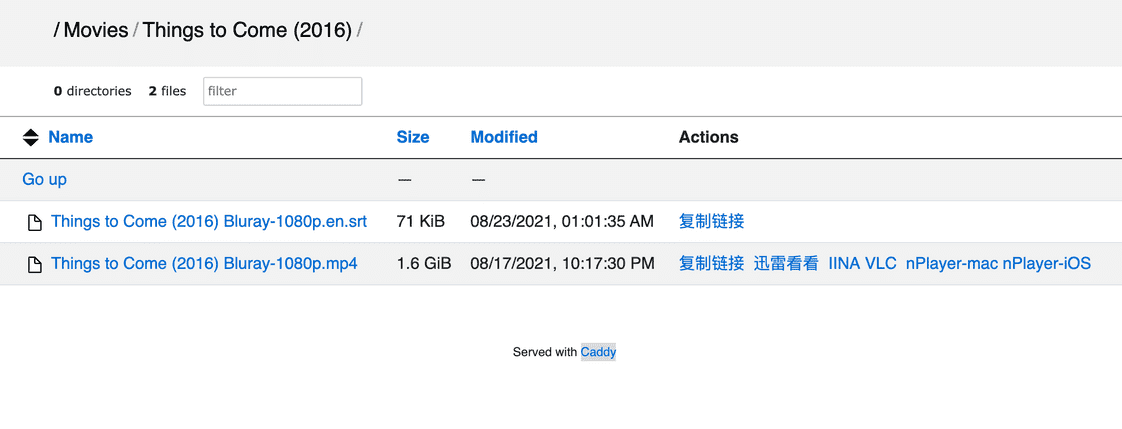 / Movies / Things to Come (2016) /
0 directories 2 files filter
Name Size Modified Actions
Go up — —
Things to Come (2016) Bluray-1080p.en.srt 71 KiB 08/23/2021, 01:01:35 AM 复制链接
Things to Come (2016) Bluray-1080p.mp4 1.6 GiB 08/17/2021, 10:17:30 PM 复制链接 迅雷看看 IINA VLC nPlayer-mac nPlayer-iOS
Served with Caddy